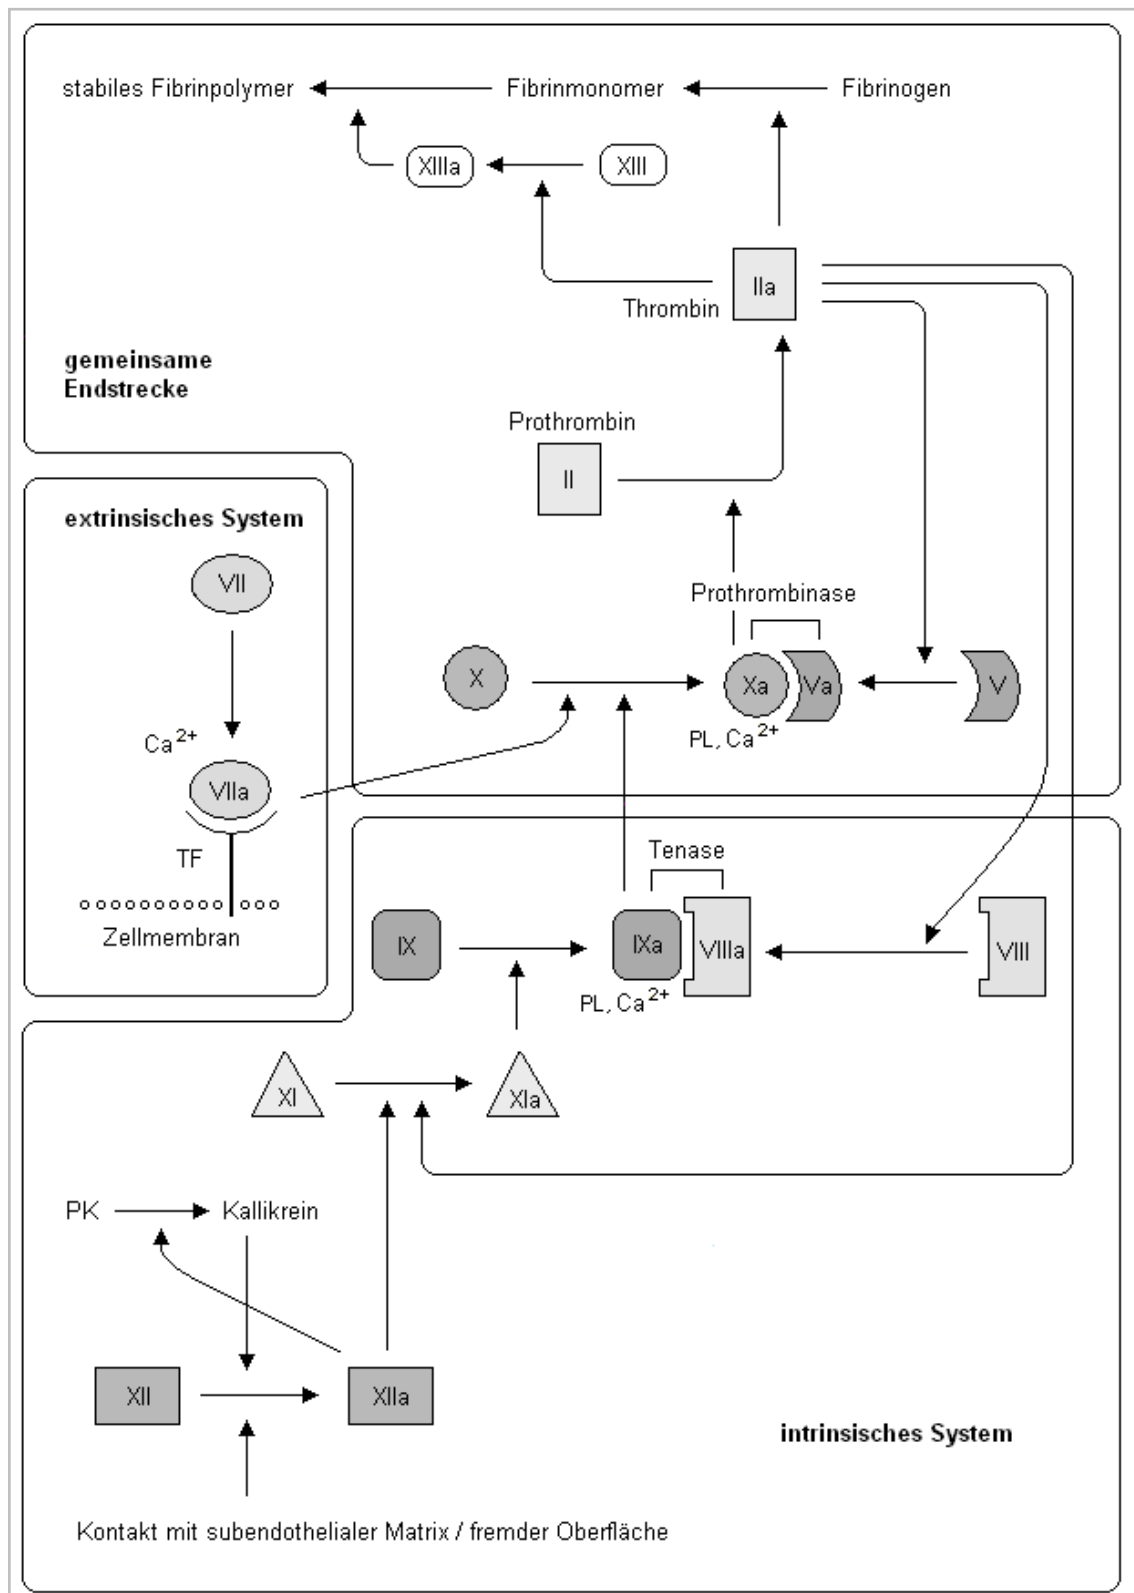 stabiles Fibrinpolymer
Fibrinmonomer
Fibrinogen
XIIIa
XIII
IIa
Thrombin
gemeinsame
Endstrecke
Prothrombin
II
extrinsisches System
VII
Prothrombinase
X
Xa
Va
V
PL, Ca2+
Ca2+
VIIa
TF
Zellmembran
Tenase
IX
IXa
VIIIa
VIII
PL, Ca2+
XI
XIa
PK
Kallikrein
XII
XIIa
intrinsisches System
Kontakt mit subendothelialer Matrix / fremder Oberfläche